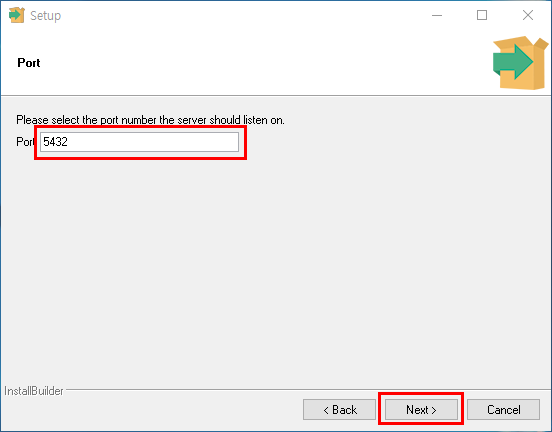 Setup
Port
Please select the port number the server should listen on.
Port 5432
InstallBuilder
< Back Next > Cancel